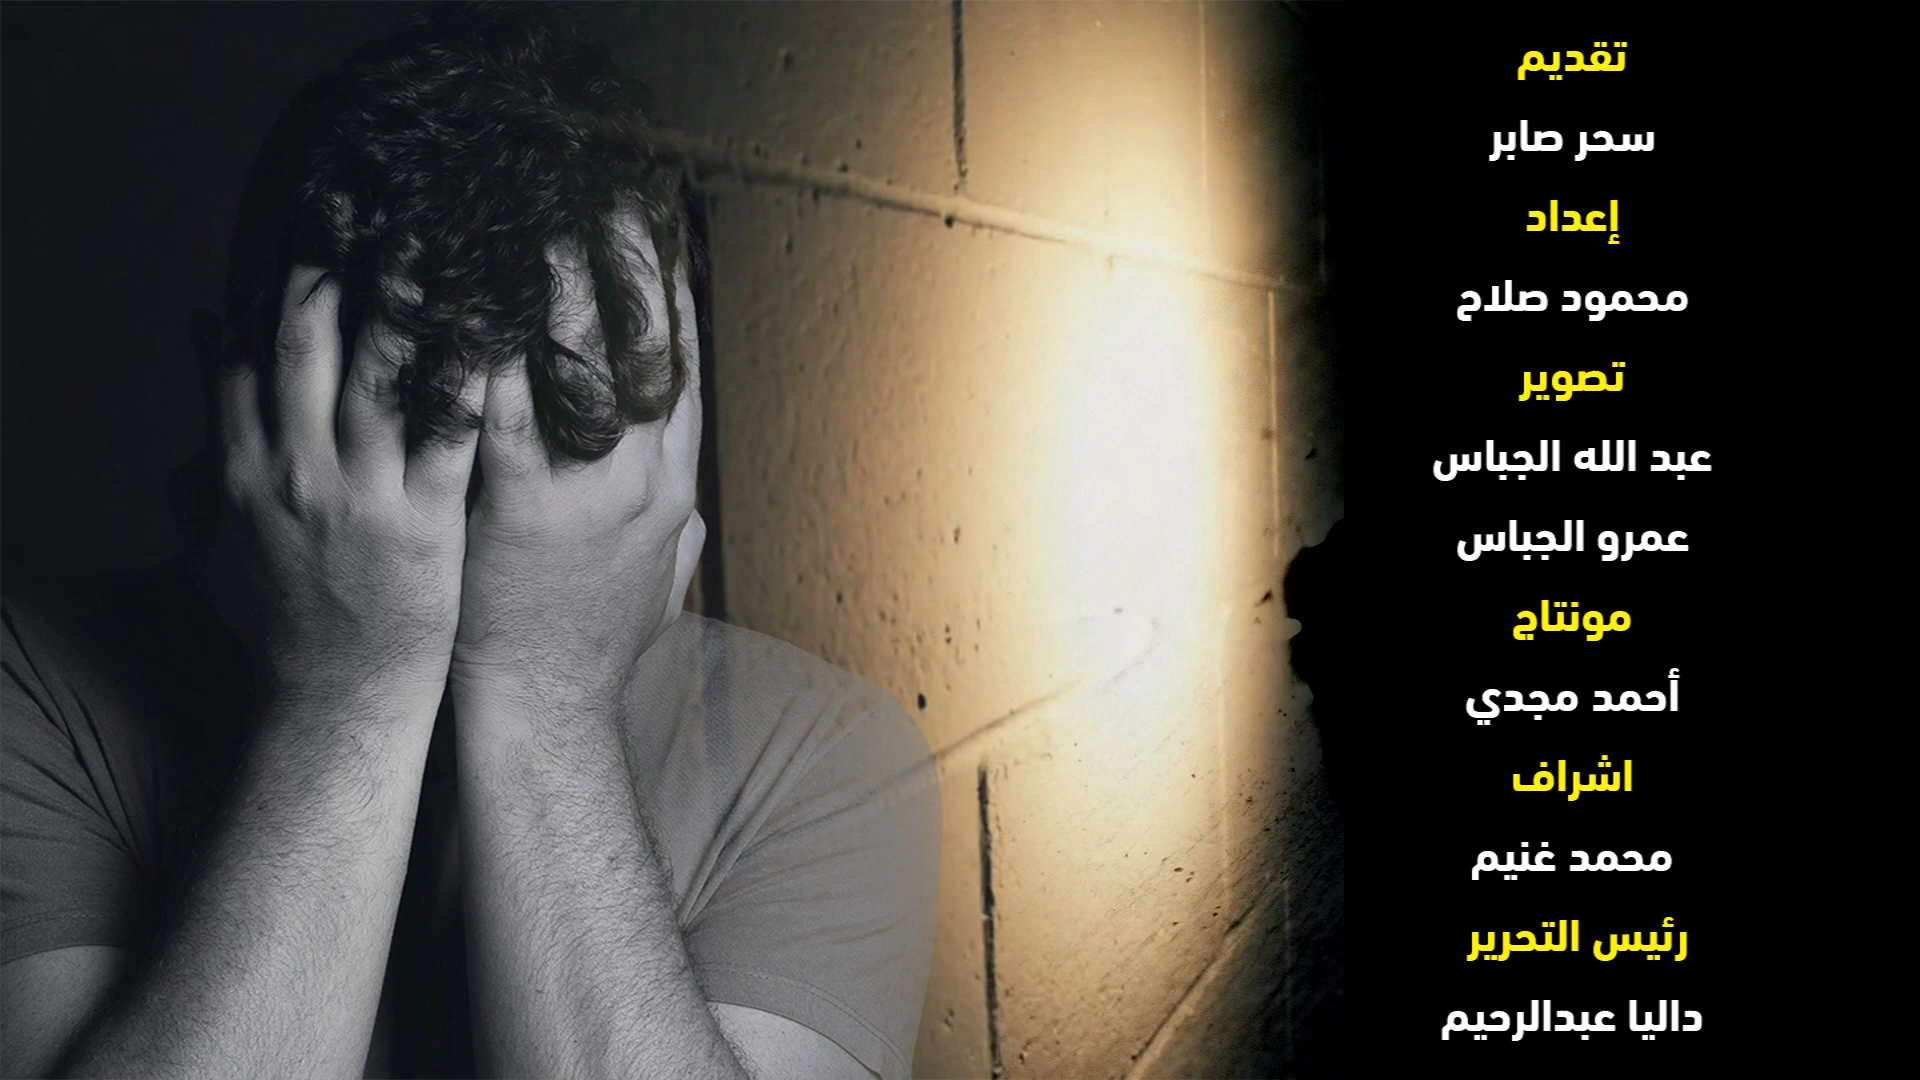 تقديم
سحر صابر
إعداد
محمود صلاح
تصوير
عبد الله الجباس
عمرو الجباس
مونتاج
أحمد مجدي
اشراف
محمد غنيم
رئيس التحرير
داليا عبدالرحيم